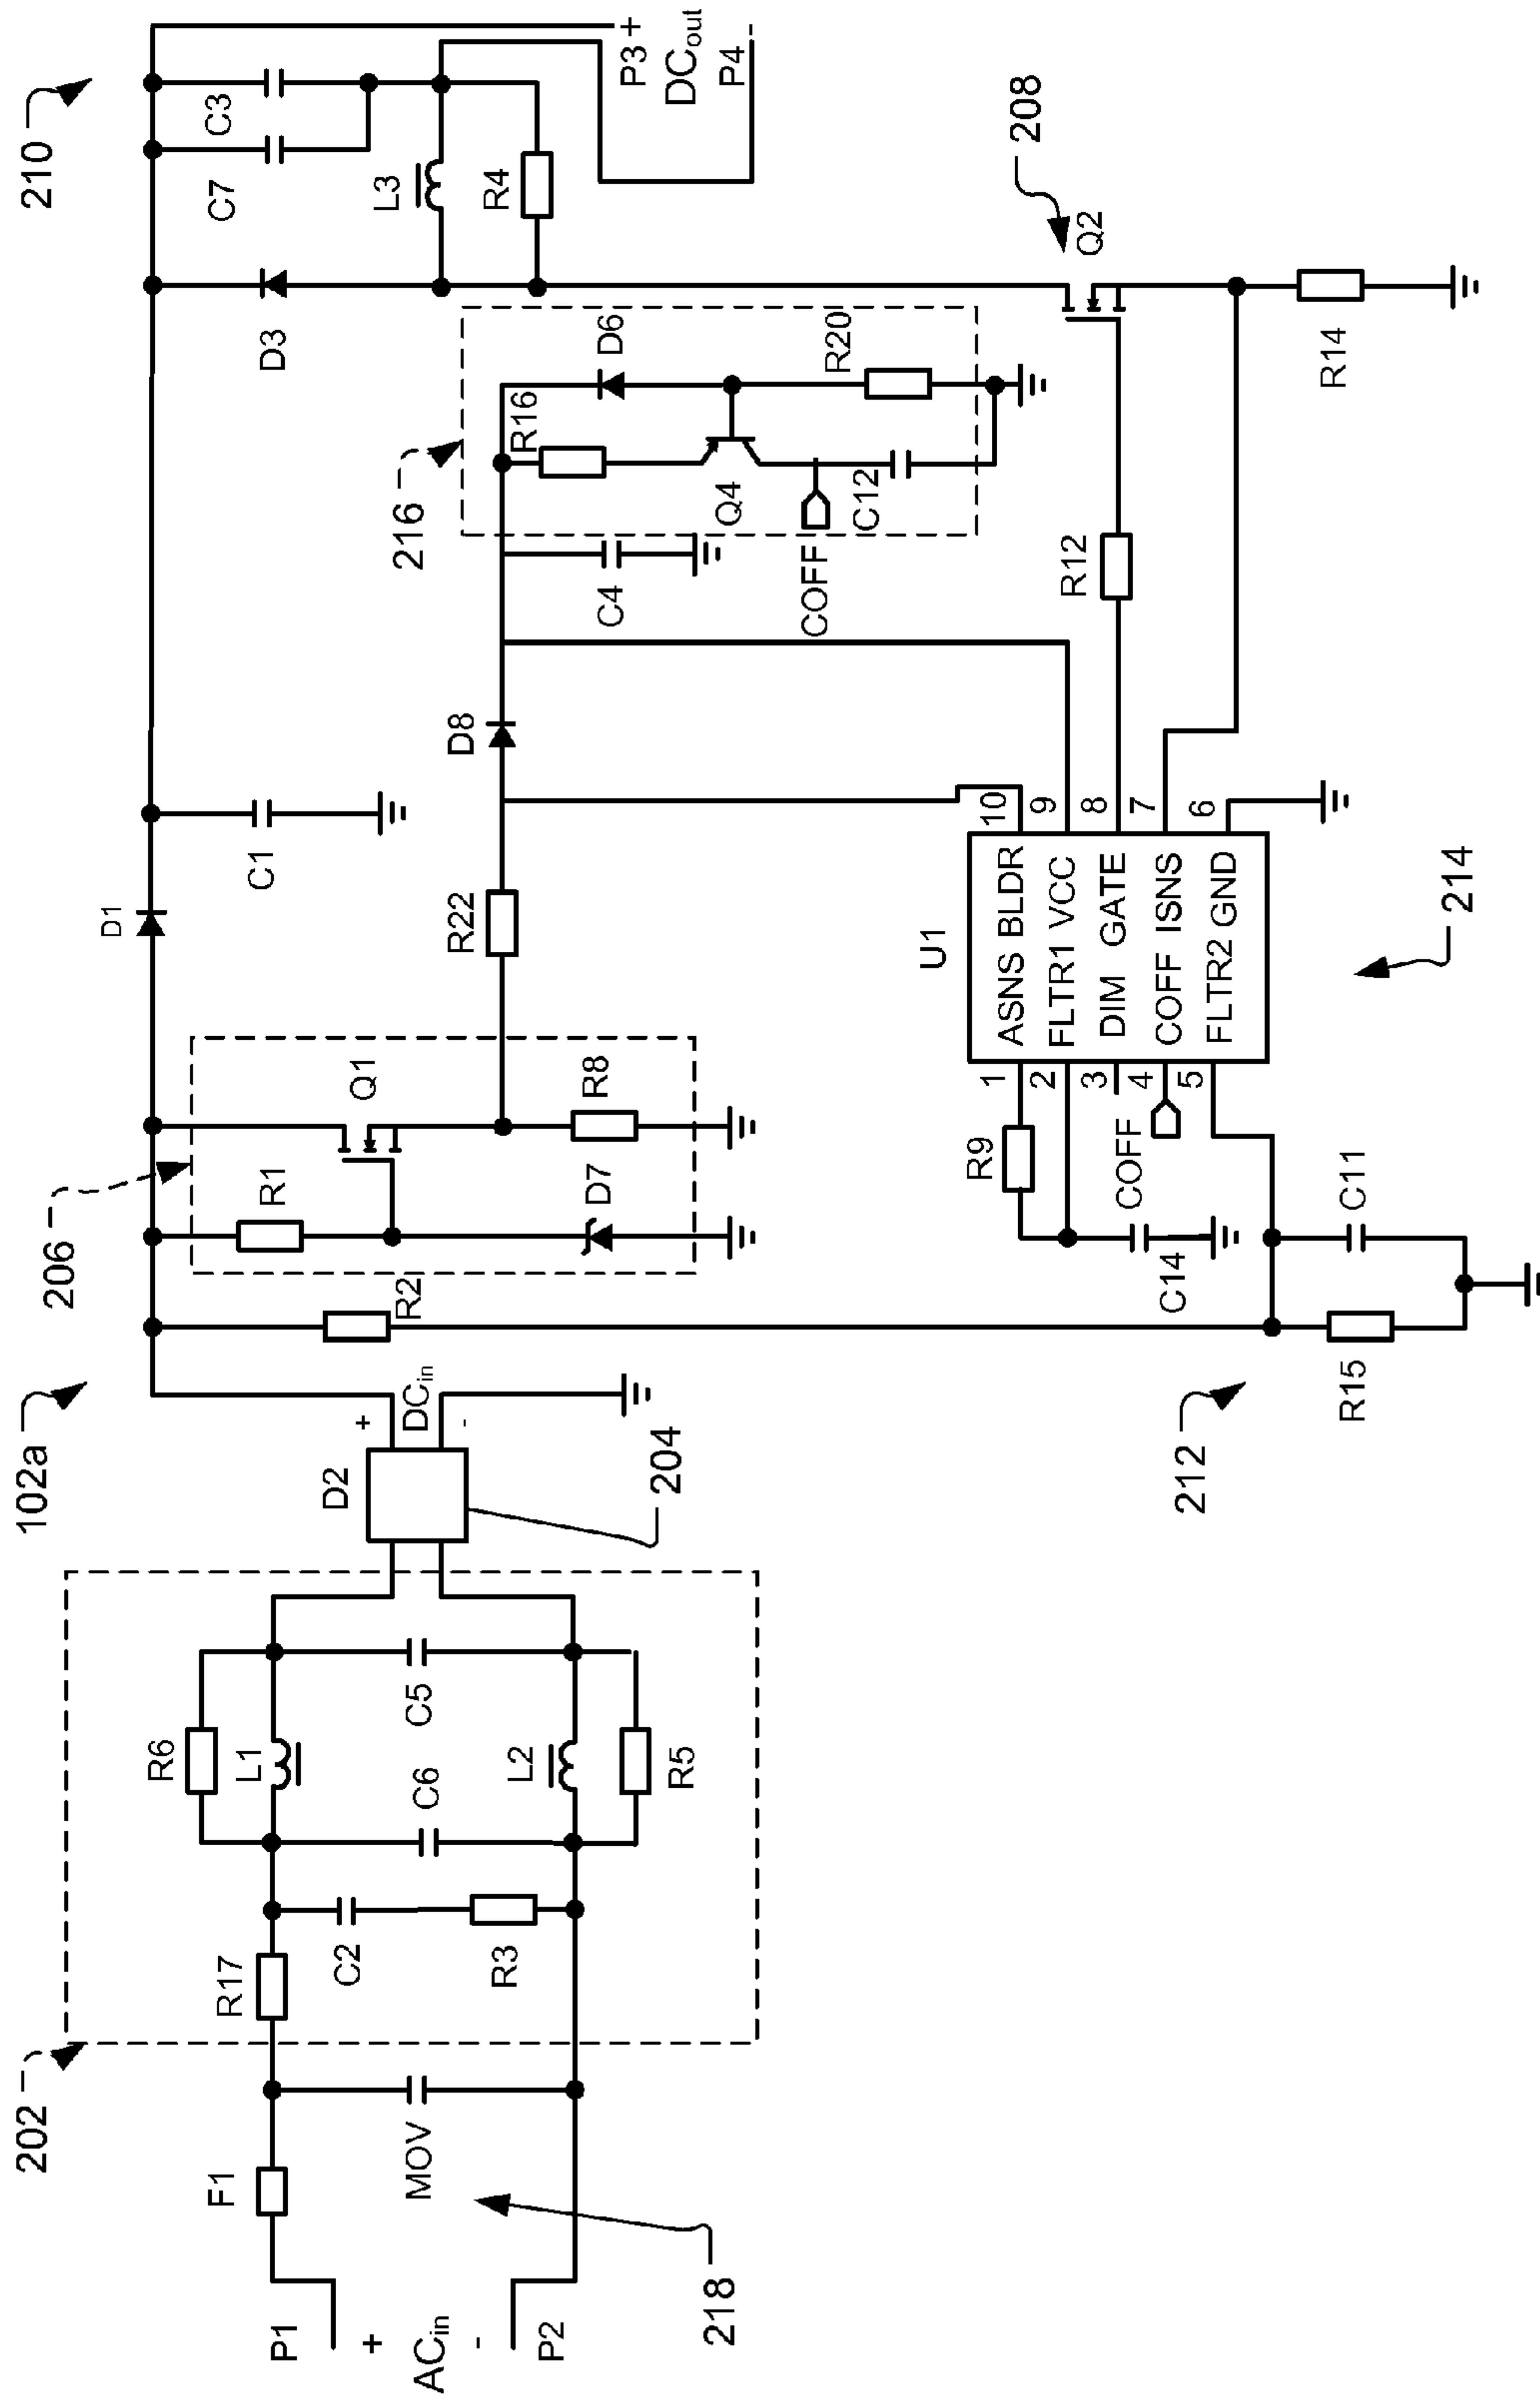 202
102a
206
210
P1
+
ACin
-
P2
F1
MOV
218
R17
C2
R3
R6
L1
C6
C5
L2
R5
D2
+
DCin
-
204
R2
R1
Q1
D7
R8
D1
C1
R22
D8
216
C4
R16
D6
Q4
R20
COFF
C12
D3
C7
C3
L3
R4
P3 +
DCout
P4 -
208
Q2
R12
R14
U1
1 ASNS BLDR 10
2 FLTR1 VCC 9
3 DIM GATE 8
4 COFF ISNS 7
5 FLTR2 GND 6
R9
COFF
C14
C11
R15
212
214